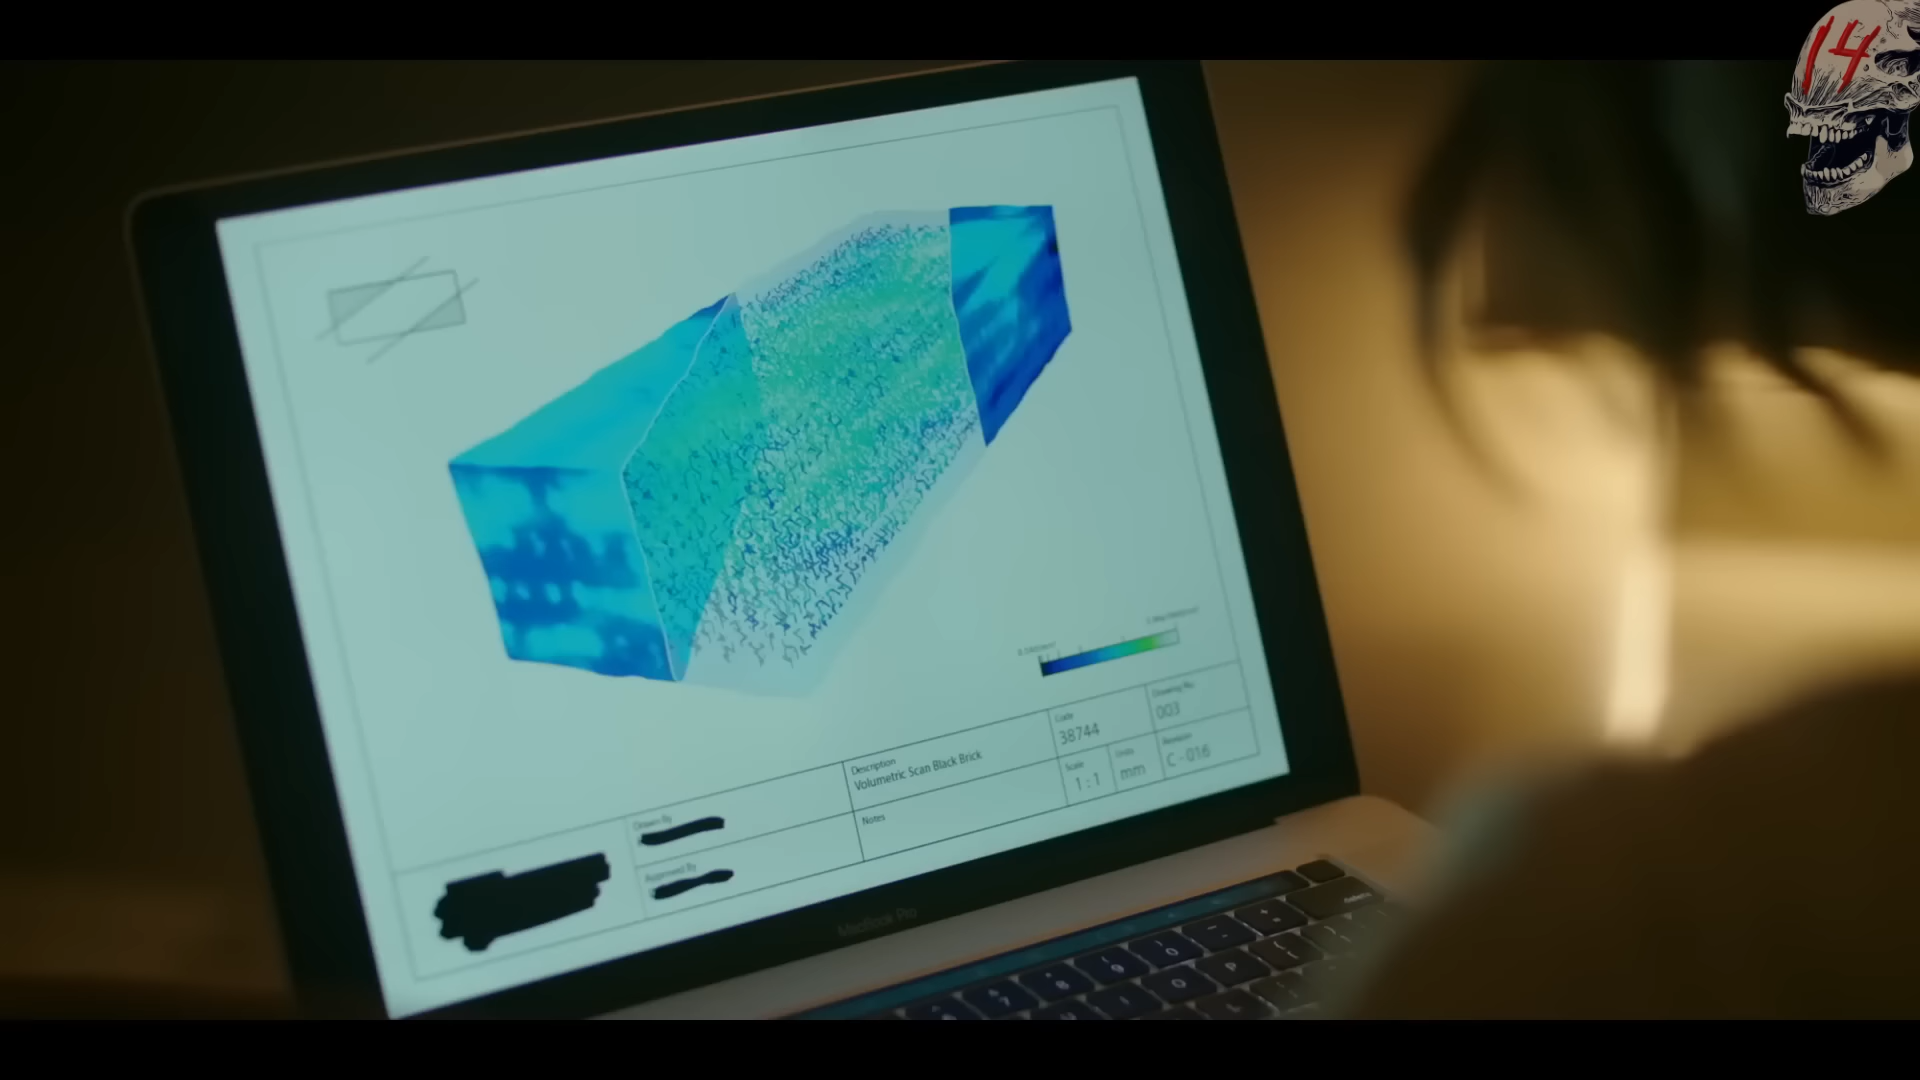 14
Description
Volumetric Scan Black Brick
Code
38744
Drawing No.
003
Scale
1 : 1
Units
mm
Revision
C - 016
Drawn By
Approved By
Notes
MacBook Pro